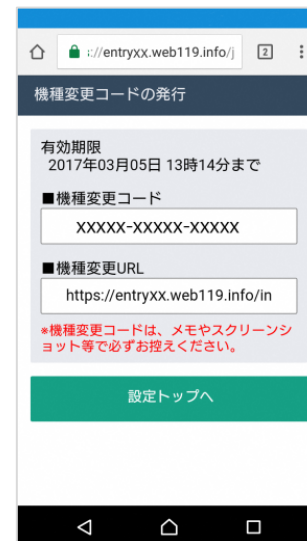 ://entryxx.web119.info/j
2
機種変更コードの発行
有効期限
2017年03月05日 13時14分まで
■機種変更コード
XXXXX-XXXXX-XXXXX
■機種変更URL
https://entryxx.web119.info/in
※機種変更コードは、メモやスクリーンシ
ョット等で必ずお控えください。
設定トップへ